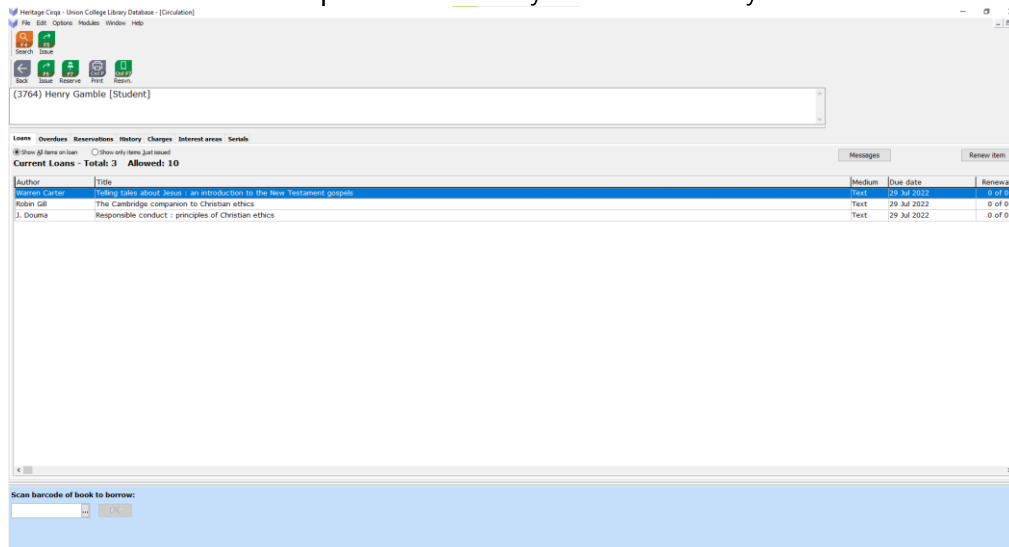 Heritage Cirqa - Union College Library Database - [Circulation]
File Edit Options Modules Window Help
F4 F5
Search Issue
F5 F7 Ctrl P Ctrl F7
Back Issue Reserve Print Resvn.
(3764) Henry Gamble [Student]
Loans Overdues Reservations History Charges Interest areas Serials
Show All items on loan Show only items just issued
Messages Renew item
Current Loans - Total: 3 Allowed: 10
Author Title Medium Due date Renewa
Warren Carter Telling tales about Jesus : an introduction to the New Testament gospels Text 29 Jul 2022 0 of 0
Robin Gill The Cambridge companion to Christian ethics Text 29 Jul 2022 0 of 0
J. Douma Responsible conduct : principles of Christian ethics Text 29 Jul 2022 0 of 0
Scan barcode of book to borrow:
... OK